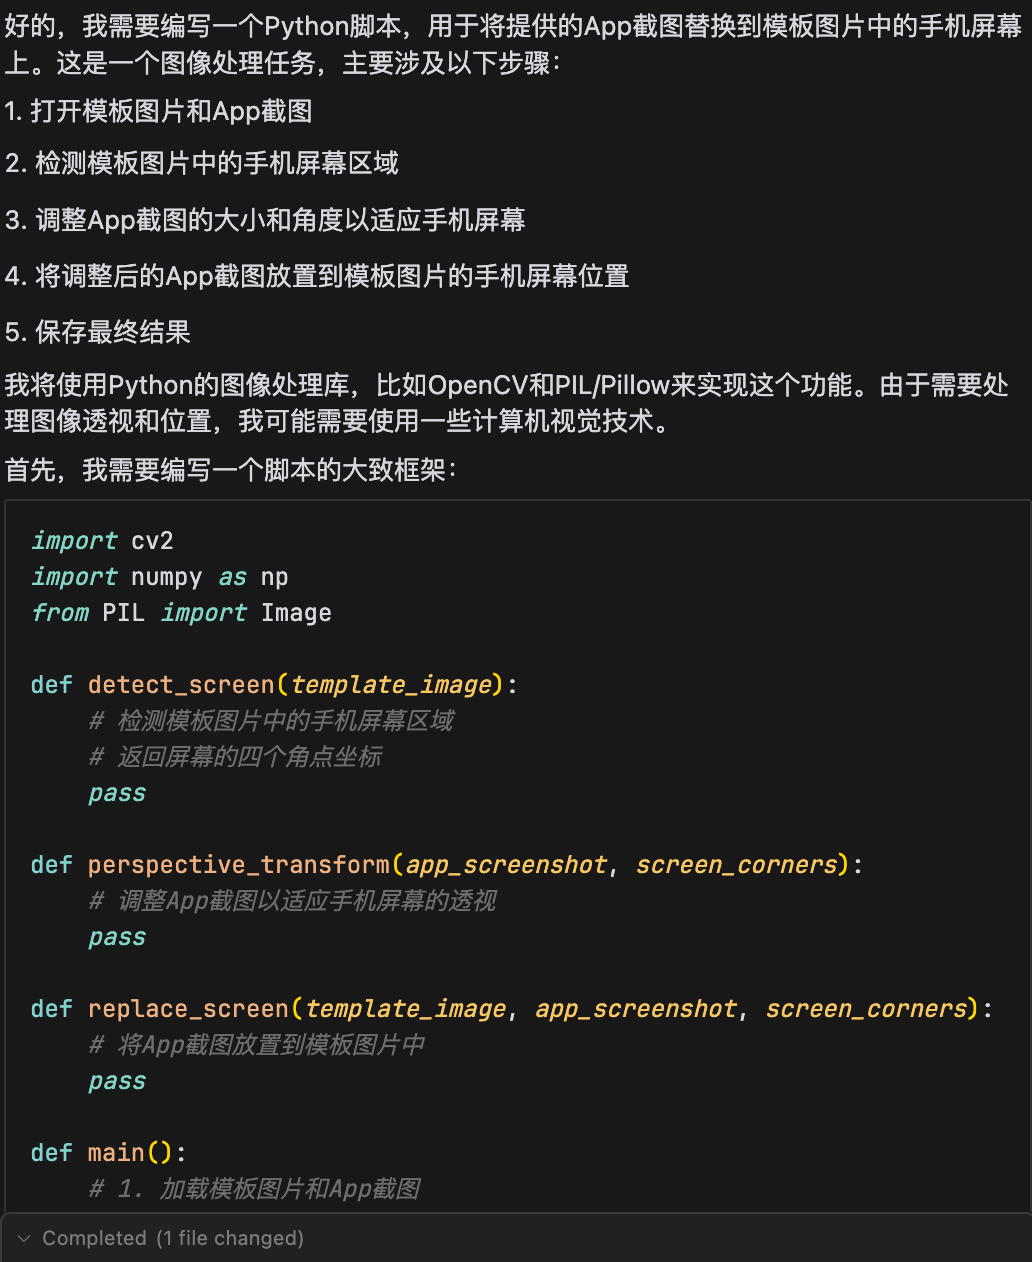 好的，我需要编写一个Python脚本，用于将提供的App截图替换到模板图片中的手机屏幕
上。这是一个图像处理任务，主要涉及以下步骤：
1. 打开模板图片和App截图
2. 检测模板图片中的手机屏幕区域
3. 调整App截图的大小和角度以适应手机屏幕
4. 将调整后的App截图放置到模板图片的手机屏幕位置
5. 保存最终结果
我将使用Python的图像处理库，比如OpenCV和PIL/Pillow来实现这个功能。由于需要处
理图像透视和位置，我可能需要使用一些计算机视觉技术。
首先，我需要编写一个脚本的大致框架：
import cv2
import numpy as np
from PIL import Image
def detect_screen(template_image):
    # 检测模板图片中的手机屏幕区域
    # 返回屏幕的四个角点坐标
    pass
def perspective_transform(app_screenshot, screen_corners):
    # 调整App截图以适应手机屏幕的透视
    pass
def replace_screen(template_image, app_screenshot, screen_corners):
    # 将App截图放置到模板图片中
    pass
def main():
    # 1. 加载模板图片和App截图
Completed (1 file changed)